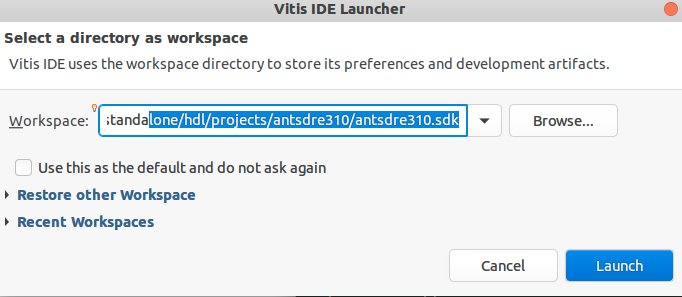 Vitis IDE Launcher
Select a directory as workspace
Vitis IDE uses the workspace directory to store its preferences and development artifacts.
Workspace: standalone/hdl/projects/antsdre310/antsdre310.sdk Browse...
Use this as the default and do not ask again
Restore other Workspace
Recent Workspaces
Cancel Launch